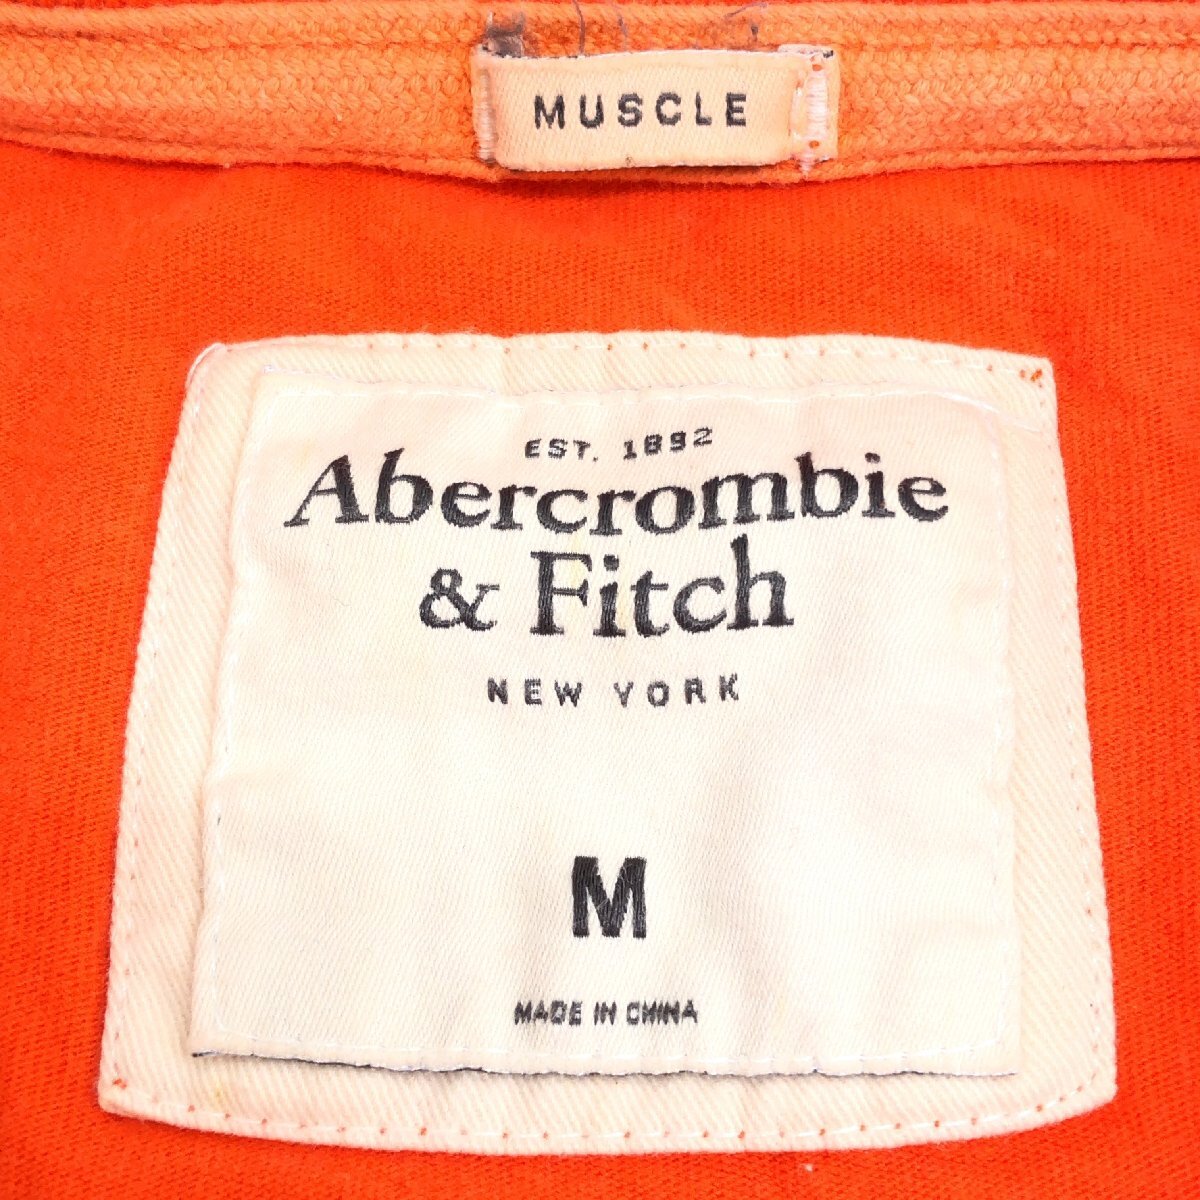 MUSCLE
EST. 1892
Abercrombie
& Fitch
NEW YORK
M
MADE IN CHINA